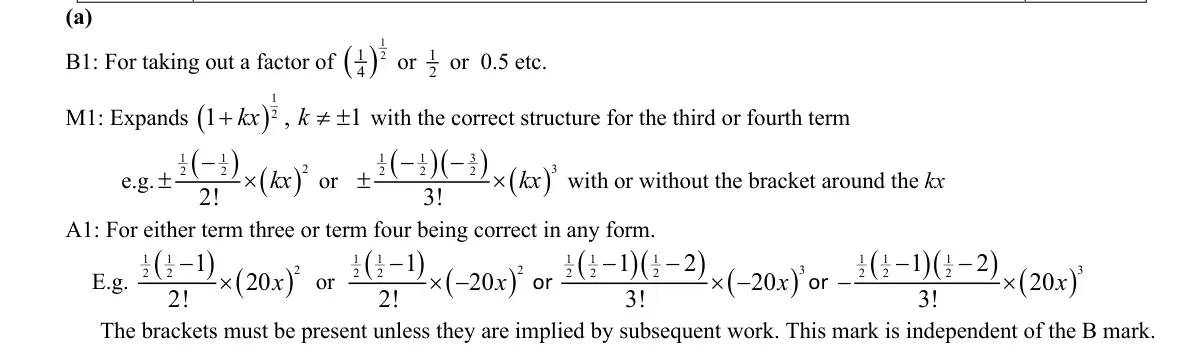 (a)
B1: For taking out a factor of (1/4)^(1/2) or 1/2 or 0.5 etc.
M1: Expands (1+kx)^(1/2), k ≠ ±1 with the correct structure for the third or fourth term
e.g. ± (1/2(−1/2))/2! × (kx)^2 or ± (1/2(−1/2)(−3/2))/3! × (kx)^3 with or without the bracket around the kx
A1: For either term three or term four being correct in any form.
E.g. (1/2(1/2−1))/2! × (20x)^2 or (1/2(1/2−1))/2! × (−20x)^2 or (1/2(1/2−1)(1/2−2))/3! × (−20x)^3 or −(1/2(1/2−1)(1/2−2))/3! × (20x)^3
The brackets must be present unless they are implied by subsequent work. This mark is independent of the B mark.